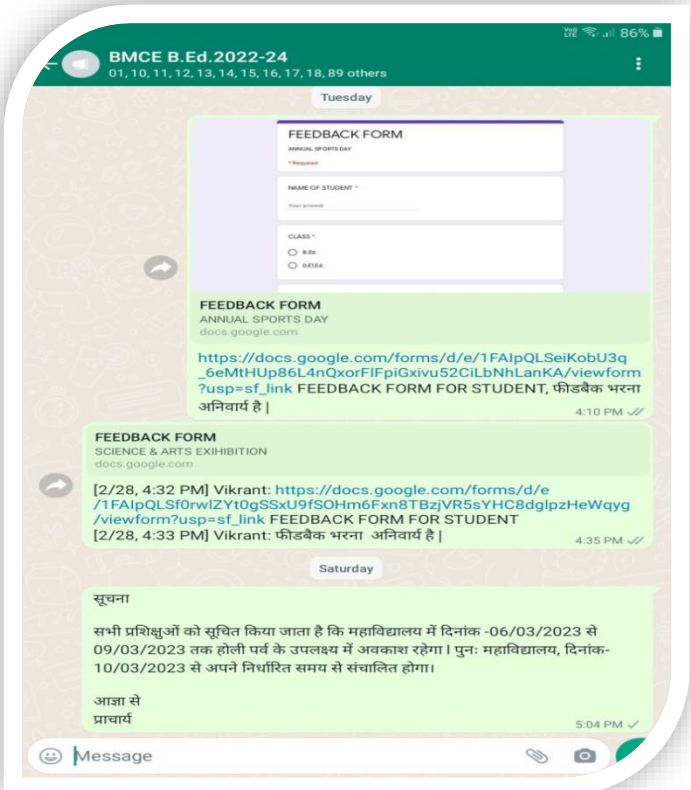 VoD LTE 86%
BMCE B.Ed.2022-24
01, 10, 11, 12, 13, 14, 15, 16, 17, 18, 89 others
Tuesday
FEEDBACK FORM
ANNUAL SPORTS DAY
* Required
NAME OF STUDENT *
Your answer
CLASS *
B.Ed
D.El.Ed
FEEDBACK FORM
ANNUAL SPORTS DAY
docs.google.com
https://docs.google.com/forms/d/e/1FAIpQLSeiKobU3q
_6eMtHUp86L4nQxorFlFpiGxivu52CiLbNhLanKA/viewform
?usp=sf_link FEEDBACK FORM FOR STUDENT, फीडबैक भरना
अनिवार्य है |
4:10 PM
FEEDBACK FORM
SCIENCE & ARTS EXIHIBITION
docs.google.com
[2/28, 4:32 PM] Vikrant: https://docs.google.com/forms/d/e
/1FAIpQLSf0rwlZYt0gSSxU9fSOHm6Fxn8TBzjVR5sYHC8dglpzHeWqyg
/viewform?usp=sf_link FEEDBACK FORM FOR STUDENT
[2/28, 4:33 PM] Vikrant: फीडबैक भरना अनिवार्य है |
4:35 PM
Saturday
सूचना
सभी प्रशिक्षुओं को सूचित किया जाता है कि महाविद्यालय में दिनांक -06/03/2023 से
09/03/2023 तक होली पर्व के उपलक्ष्य में अवकाश रहेगा l पुनः महाविद्यालय, दिनांक-
10/03/2023 से अपने निर्धारित समय से संचालित होगा।
आज्ञा से
प्राचार्य
5:04 PM
Message